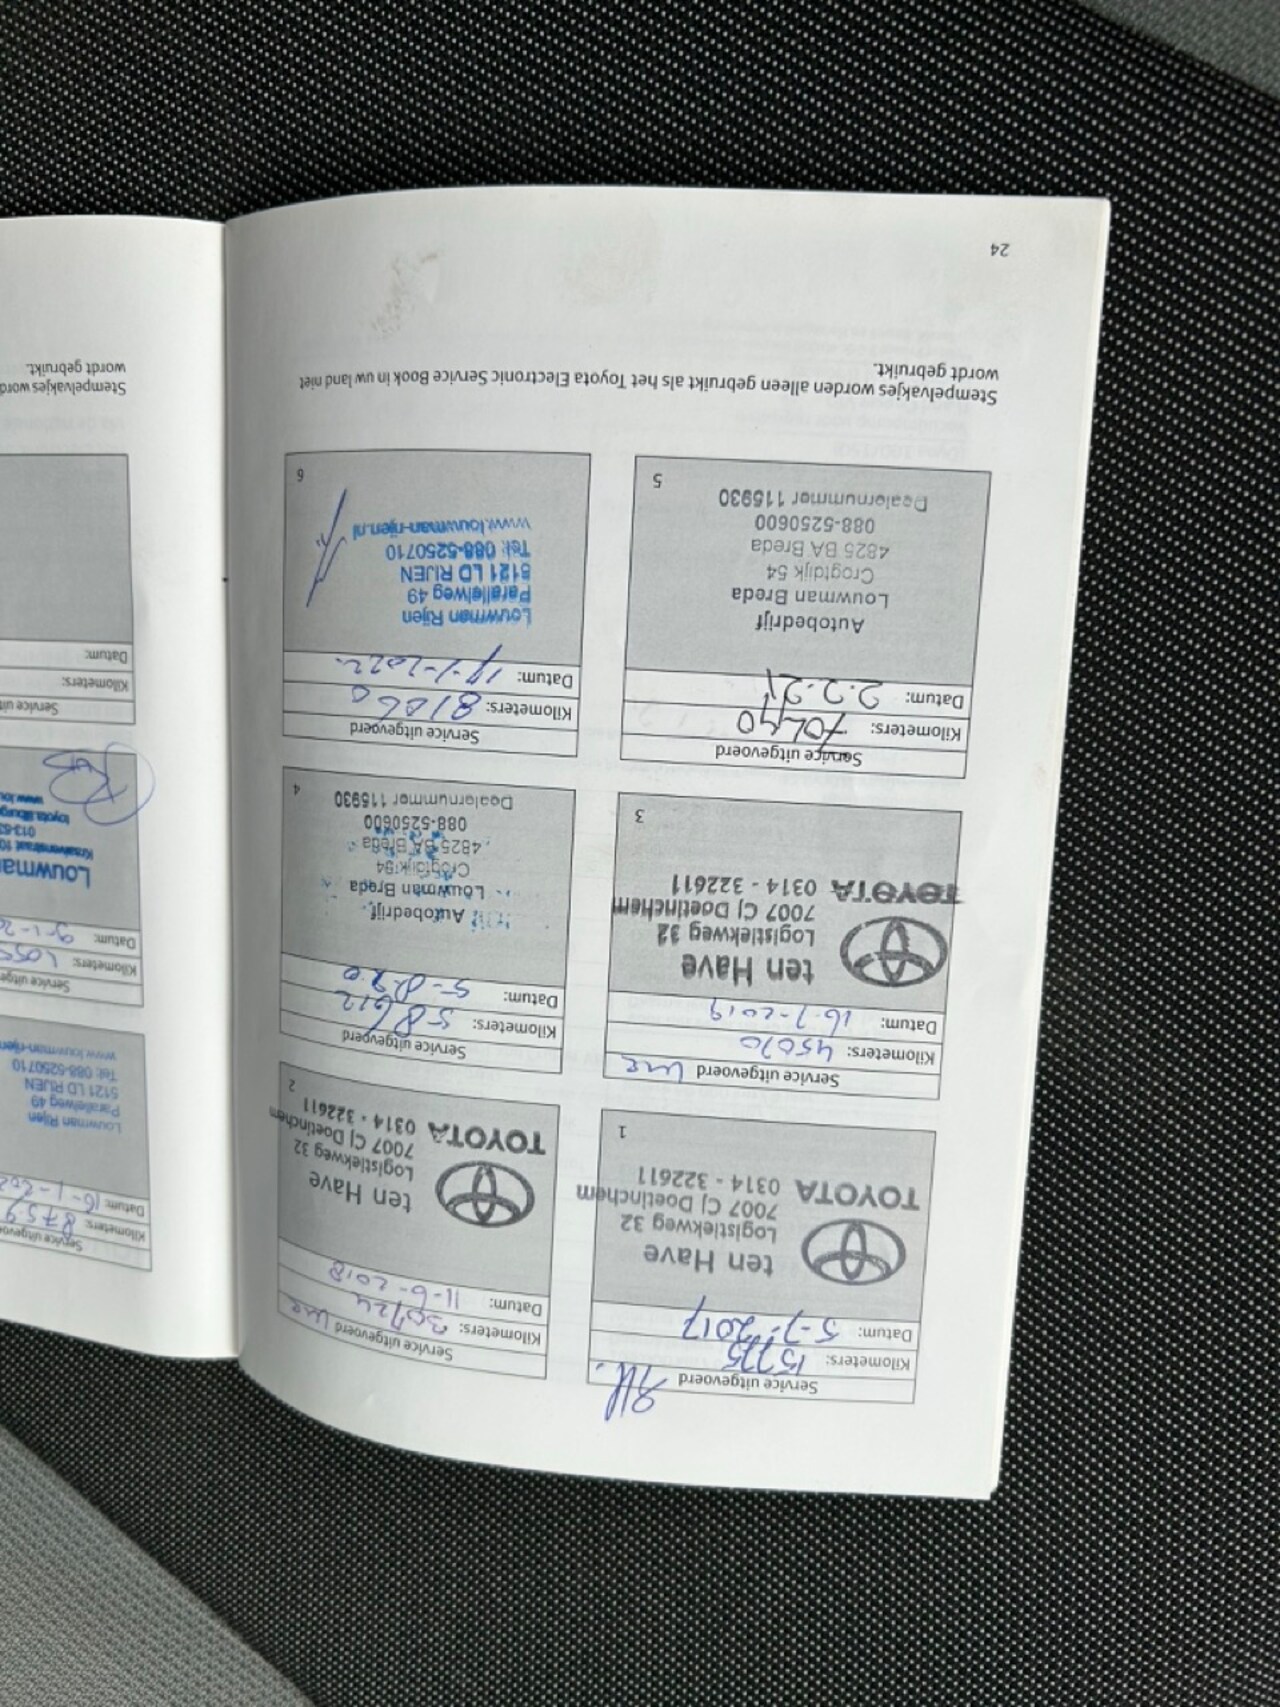 Service uitgevoerd
Kilometers: 15775
Datum: 5-7-2017
ten Have
Logistiekweg 32
7007 CJ Doetinchem
TOYOTA 0314 - 322611
1
Service uitgevoerd
Kilometers: 30724
Datum: 11-6-2018
ten Have
Logistiekweg 32
7007 CJ Doetinchem
TOYOTA 0314 - 322611
2
Service uitgevoerd
Kilometers: 45070
Datum: 16-7-2019
ten Have
Logistiekweg 32
7007 CJ Doetinchem
TOYOTA 0314 - 322611
3
Service uitgevoerd
Kilometers: 58612
Datum: 5-8-20
Autobedrijf
Louwman Breda
Crogtdijk 54
4825 BA Breda
088-5250600
Dealernummer 115930
4
Service uitgevoerd
Kilometers: 70440
Datum: 2-2-21
Autobedrijf
Louwman Breda
Crogtdijk 54
4825 BA Breda
088-5250600
Dealernummer 115930
5
Service uitgevoerd
Kilometers: 81060
Datum: 14-1-2022
Louwman Rijen
Parallelweg 49
5121 LD RIJEN
Tel: 088-5250710
www.louwman-rijen.nl
6
Stempelvakjes worden alleen gebruikt als het Toyota Electronic Service Book in uw land niet
wordt gebruikt.
24
Service
Kilometers: 8759
Datum: 16-1-202
Louwman Rijen
Parallelweg 49
5121 LD RIJEN
Tel: 088-5250710
www.louwman-rijen
Service
Kilometers:
Datum: 9-1-20
Louwman
013-
Service
Kilometers:
Datum:
Stempelvakjes
wordt gebruikt.